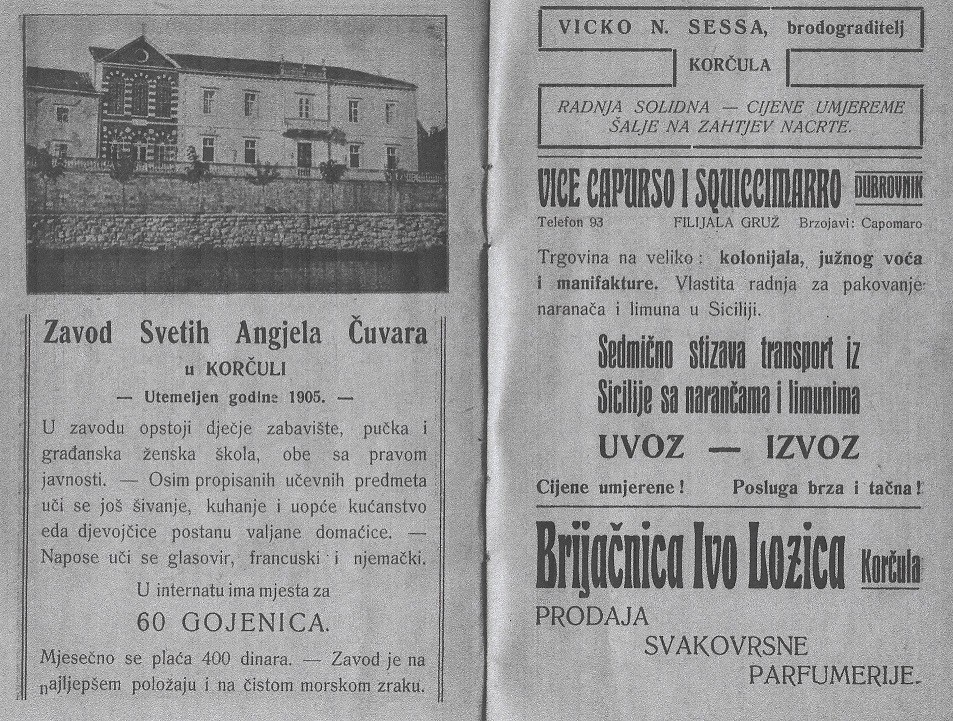 Zavod Svetih Angjela Čuvara
u KORČULI
— Utemeljen godine 1905. —
U zavodu opstoji dječje zabavište, pučka i
građanska ženska škola, obe sa pravom
javnosti. — Osim propisanih učevnih predmeta
uči se još šivanje, kuhanje i uopće kućanstvo
eda djevojčice postanu valjane domaćice. —
Napose uči se glasovir, francuski i njemački.
U internatu ima mjesta za
60 GOJENICA.
Mjesečno se plaća 400 dinara. — Zavod je na
najljepšem položaju i na čistom morskom zraku.
VICKO N. SESSA, brodograditelj
KORČULA
RADNJA SOLIDNA — CIJENE UMJEREME
ŠALJE NA ZAHTJEV NACRTE.
VICE CAPURSO I SQUICCIMARRO DUBROVNIK
Telefon 93 FILIJALA GRUŽ Brzojavi: Capomaro
Trgovina na veliko: kolonijala, južnog voća
i manifakture. Vlastita radnja za pakovanje
naranača i limuna u Siciliji.
Sedmično stizava transport iz
Sicilije sa narančama i limunima
UVOZ — IZVOZ
Cijene umjerene! Posluga brza i tačna!
Brijačnica Ivo Lozica Korčula
PRODAJA
SVAKOVRSNE
PARFUMERIJE.